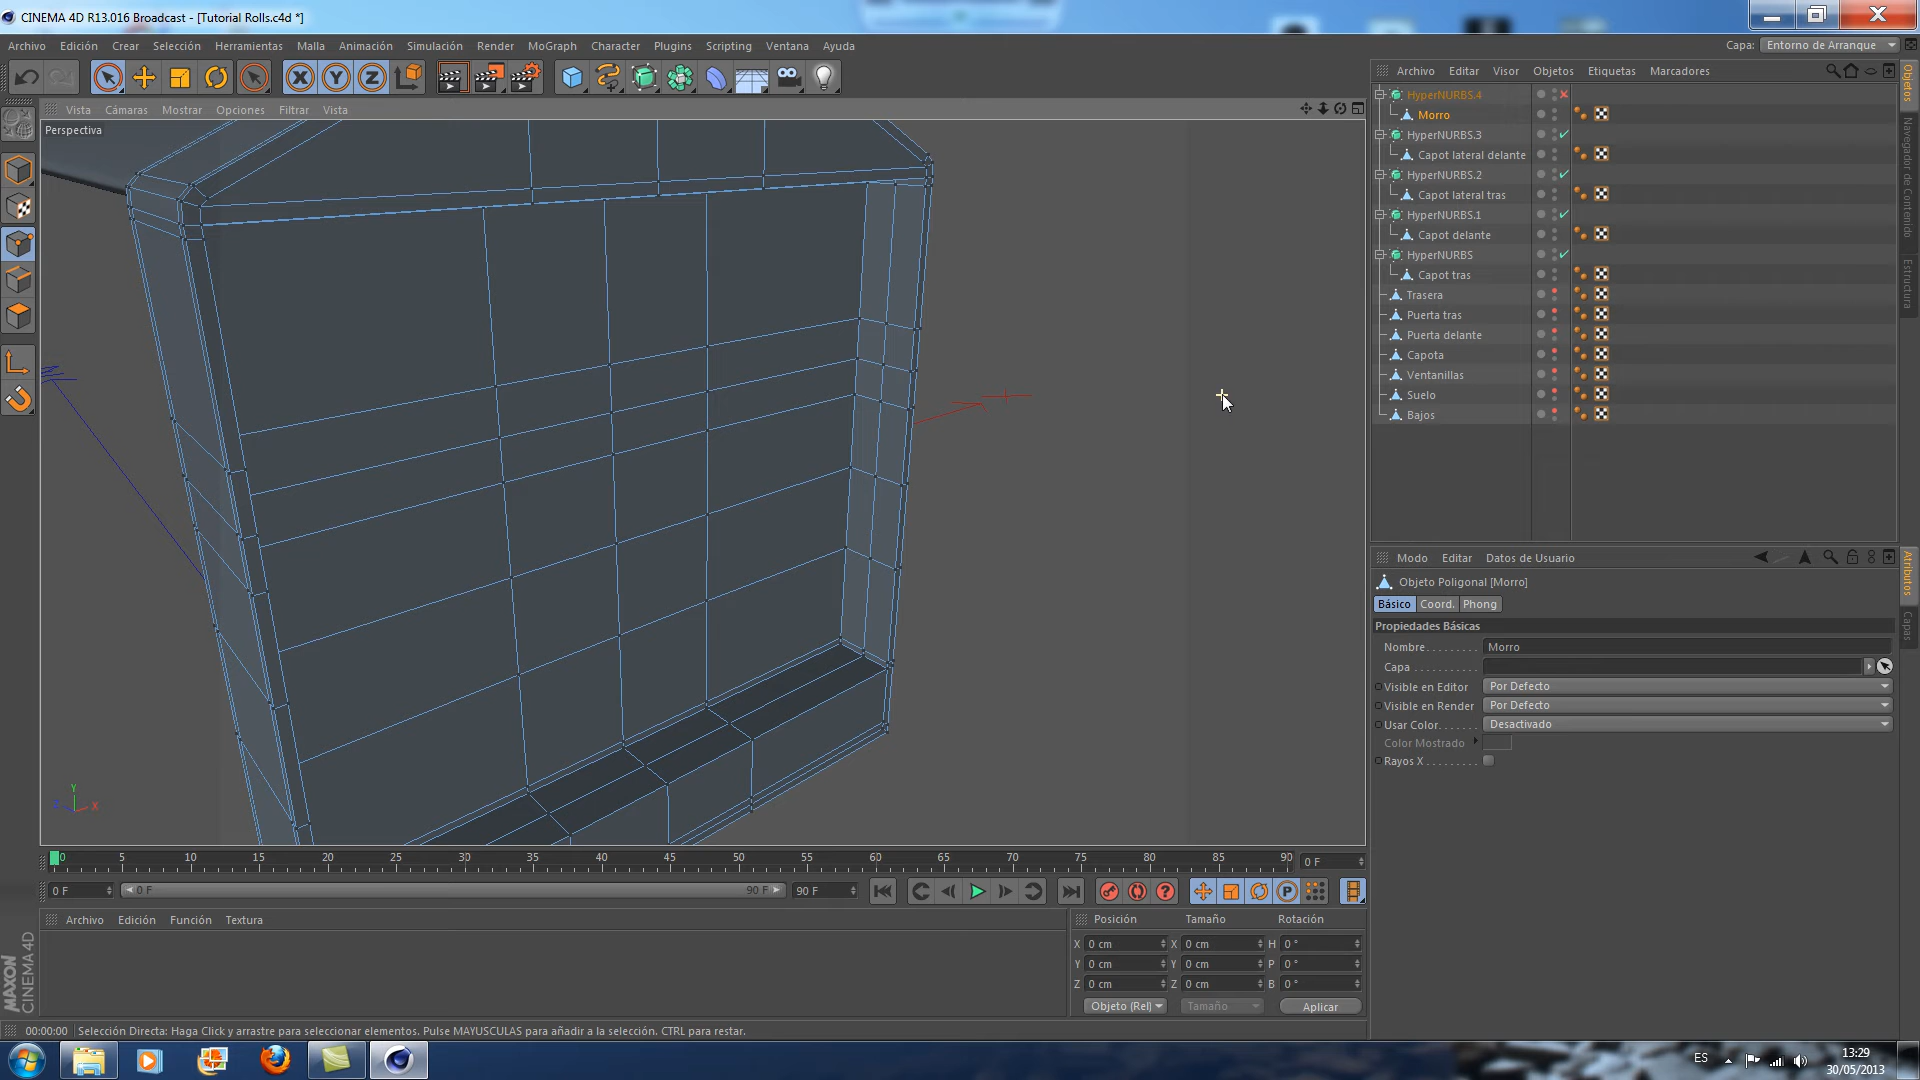 CINEMA 4D R13.016 Broadcast - [Tutorial Rolls.c4d *]
Archivo Edición Crear Selección Herramientas Malla Animación Simulación Render MoGraph Character Plugins Scripting Ventana Ayuda
Capa: Entorno de Arranque
Vista Cámaras Mostrar Opciones Filtrar Vista
Perspectiva
Archivo Editar Visor Objetos Etiquetas Marcadores
HyperNURBS.4
Morro
HyperNURBS.3
Capot lateral delante
HyperNURBS.2
Capot lateral tras
HyperNURBS.1
Capot delante
HyperNURBS
Capot tras
Trasera
Puerta tras
Puerta delante
Capota
Ventanillas
Suelo
Bajos
Objetos
Navegador de Contenido
Estructura
Modo Editar Datos de Usuario
Objeto Poligonal [Morro]
Básico Coord. Phong
Propiedades Básicas
Nombre Morro
Capa
Visible en Editor Por Defecto
Visible en Render Por Defecto
Usar Color Desactivado
Color Mostrado
Rayos X
Atributos
Capas
Y
X
Z
0 5 10 15 20 25 30 35 40 45 50 55 60 65 70 75 80 85 90 0 F
0 F 0 F 90 F 90 F
Archivo Edición Función Textura
Posición Tamaño Rotación
X 0 cm X 0 cm H 0 °
Y 0 cm Y 0 cm P 0 °
Z 0 cm Z 0 cm B 0 °
Objeto (Rel) Tamaño Aplicar
MAXON
CINEMA 4D
00:00:00 Selección Directa: Haga Click y arrastre para seleccionar elementos. Pulse MAYUSCULAS para añadir a la selección. CTRL para restar.
ES
13:29
30/05/2013